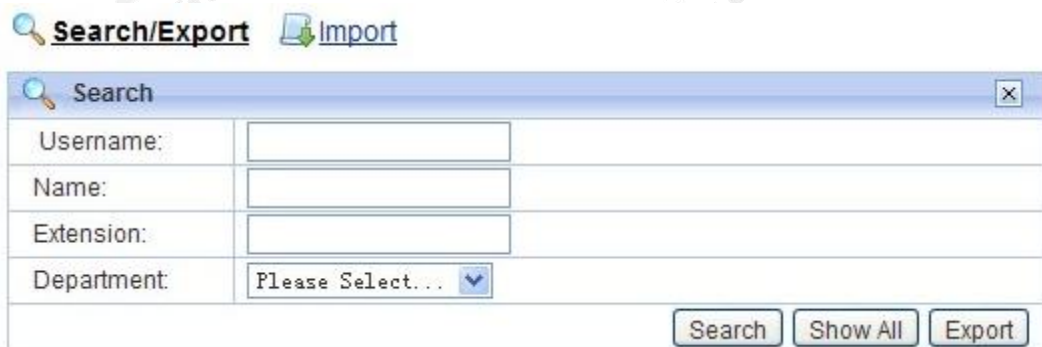 Search/Export Import
Search
Username:
Name:
Extension:
Department: Please Select...
Search Show All Export